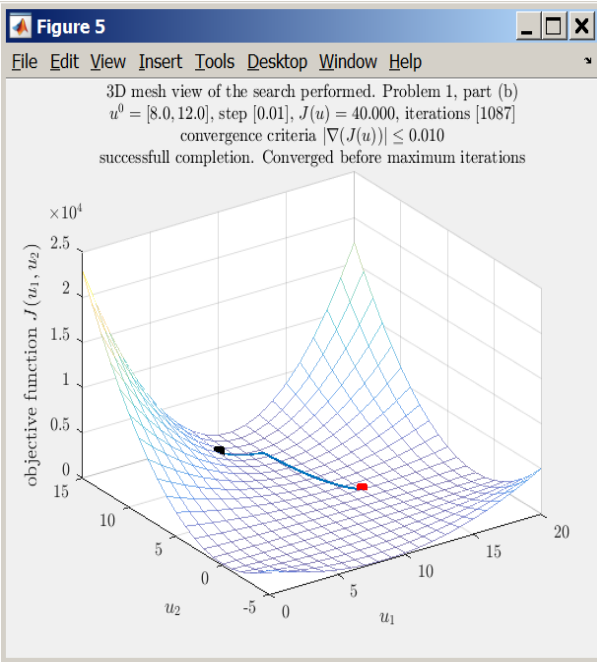 Figure 5
File Edit View Insert Tools Desktop Window Help
3D mesh view of the search performed. Problem 1, part (b)
u⁰ = [8.0, 12.0], step [0.01], J(u) = 40.000, iterations [1087]
convergence criteria |∇(J(u))| ≤ 0.010
successfull completion. Converged before maximum iterations
×10⁴
2.5
2
1.5
1
0.5
0
objective function J(u₁, u₂)
15
10
5
0
-5
u₂
0
5
10
15
20
u₁